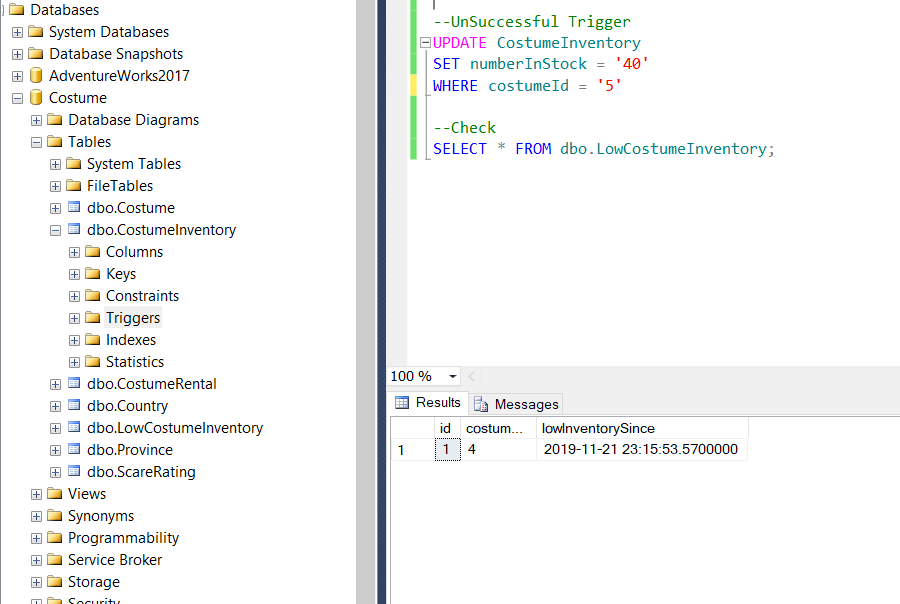 Databases
System Databases
Database Snapshots
AdventureWorks2017
Costume
Database Diagrams
Tables
System Tables
FileTables
dbo.Costume
dbo.CostumeInventory
Columns
Keys
Constraints
Triggers
Indexes
Statistics
dbo.CostumeRental
dbo.Country
dbo.LowCostumeInventory
dbo.Province
dbo.ScareRating
Views
Synonyms
Programmability
Service Broker
Storage
Security
--UnSuccessful Trigger
UPDATE CostumeInventory
SET numberInStock = '40'
WHERE costumeId = '5'
--Check
SELECT * FROM dbo.LowCostumeInventory;
100 %
Results Messages
id costum... lowInventorySince
1 1 4 2019-11-21 23:15:53.5700000